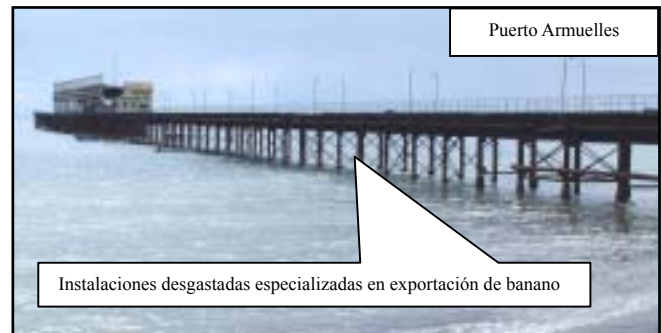 Puerto Armuelles
Instalaciones desgastadas especializadas en exportación de banano